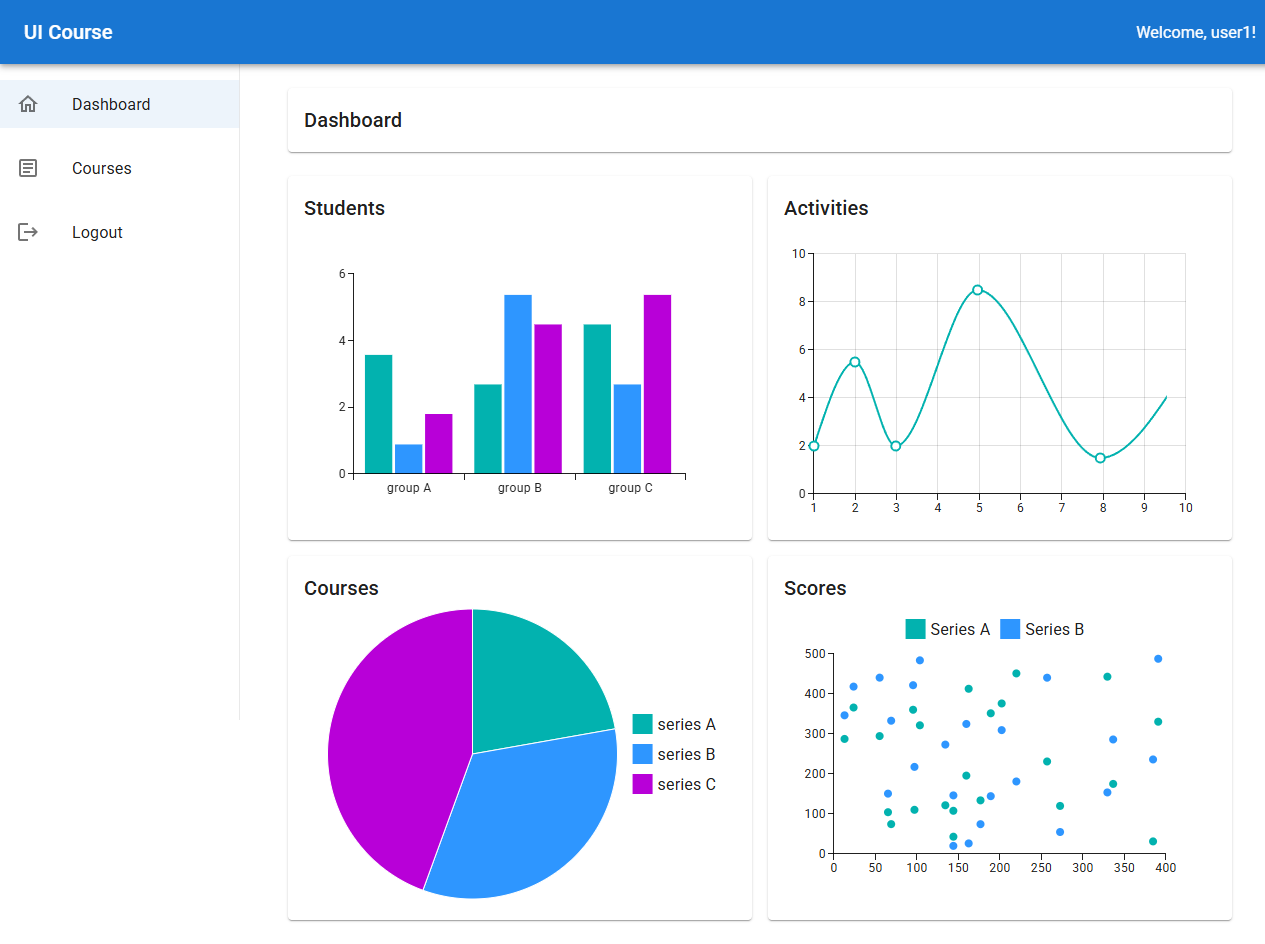 UI Course
Welcome, user1!
Dashboard
Courses
Logout
Dashboard
Students
6
4
2
0
group A
group B
group C
Activities
10
8
6
4
2
0
1 2 3 4 5 6 7 8 9 10
Courses
series A
series B
series C
Scores
Series A Series B
500
400
300
200
100
0
0 50 100 150 200 250 300 350 400